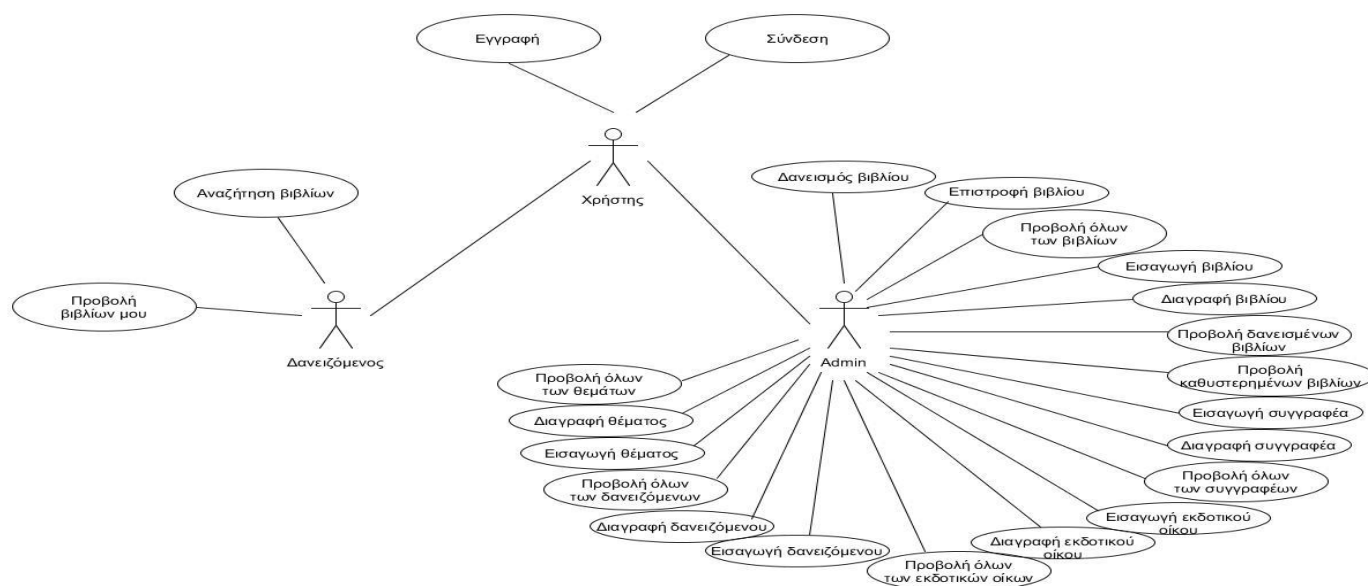 Εγγραφή
Σύνδεση
Χρήστης
Αναζήτηση βιβλίων
Προβολή
βιβλίων μου
Δανειζόμενος
Δανεισμός βιβλίου
Επιστροφή βιβλίου
Προβολή όλων
των βιβλίων
Εισαγωγή βιβλίου
Διαγραφή βιβλίου
Προβολή δανεισμένων
βιβλίων
Admin
Προβολή
καθυστερημένων βιβλίων
Εισαγωγή συγγραφέα
Διαγραφή συγγραφέα
Προβολή όλων
των συγγραφέων
Εισαγωγή εκδοτικού
οίκου
Διαγραφή εκδοτικού
οίκου
Προβολή όλων
των εκδοτικών οίκων
Εισαγωγή δανειζόμενου
Διαγραφή δανειζόμενου
Προβολή όλων
των δανειζόμενων
Εισαγωγή θέματος
Διαγραφή θέματος
Προβολή όλων
των θεμάτων